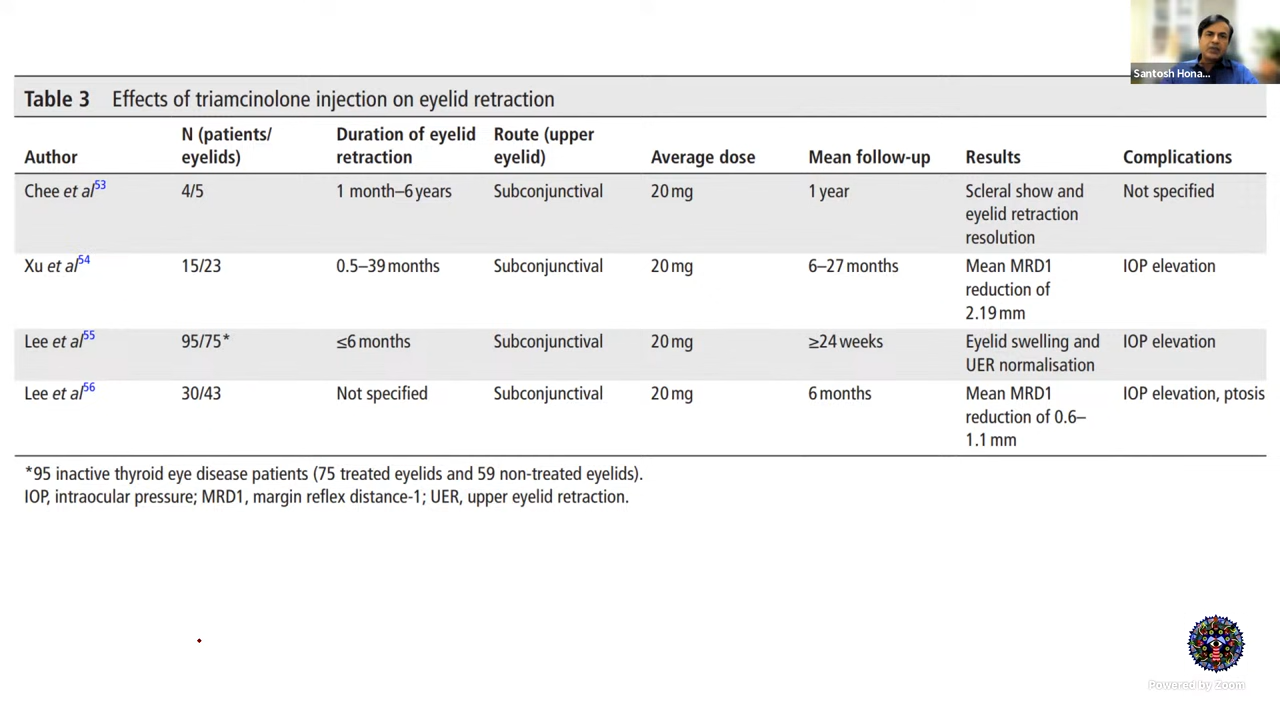 Santosh Hona...
Table 3 Effects of triamcinolone injection on eyelid retraction
Author N (patients/eyelids) Duration of eyelid retraction Route (upper eyelid) Average dose Mean follow-up Results Complications
Chee et al53 4/5 1 month–6 years Subconjunctival 20 mg 1 year Scleral show and eyelid retraction resolution Not specified
Xu et al54 15/23 0.5–39 months Subconjunctival 20 mg 6–27 months Mean MRD1 reduction of 2.19 mm IOP elevation
Lee et al55 95/75* ≤6 months Subconjunctival 20 mg ≥24 weeks Eyelid swelling and UER normalisation IOP elevation
Lee et al56 30/43 Not specified Subconjunctival 20 mg 6 months Mean MRD1 reduction of 0.6–1.1 mm IOP elevation, ptosis
*95 inactive thyroid eye disease patients (75 treated eyelids and 59 non-treated eyelids).
IOP, intraocular pressure; MRD1, margin reflex distance-1; UER, upper eyelid retraction.
Powered by Zoom